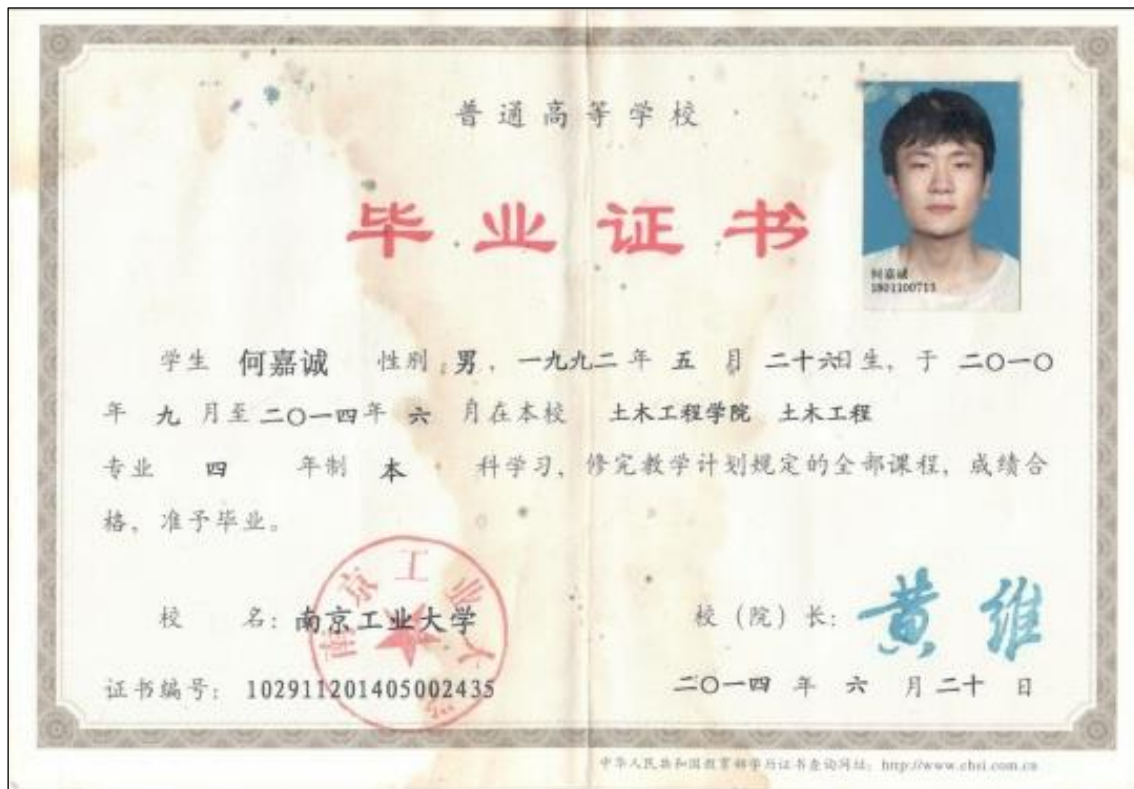 普通高等学校
毕业证书
何嘉诚
1801100713
学生 何嘉诚 性别 男，一九九二年 五 月 二十六日生，于 二〇一〇
年 九 月至二〇一四年 六 月在本校 土木工程学院 土木工程
专业 四 年制 本 科学习，修完教学计划规定的全部课程，成绩合
格，准予毕业。
南京工业大学
校 名：南京工业大学
校（院）长：黄维
证书编号：102911201405002435
二〇一四 年 六 月二十 日
中华人民共和国教育部学历证书查询网址：http://www.chsi.com.cn